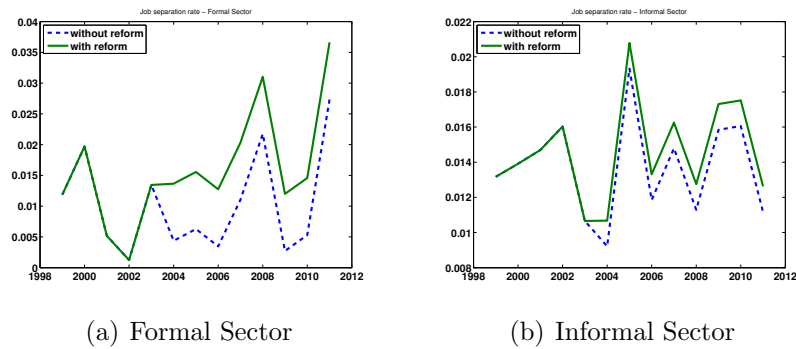 Job separation rate – Formal Sector
0.04
0.035
0.03
0.025
0.02
0.015
0.01
0.005
0
1998 2000 2002 2004 2006 2008 2010 2012
without reform
with reform
(a) Formal Sector
Job separation rate – Informal Sector
0.022
0.02
0.018
0.016
0.014
0.012
0.01
0.008
1998 2000 2002 2004 2006 2008 2010 2012
without reform
with reform
(b) Informal Sector